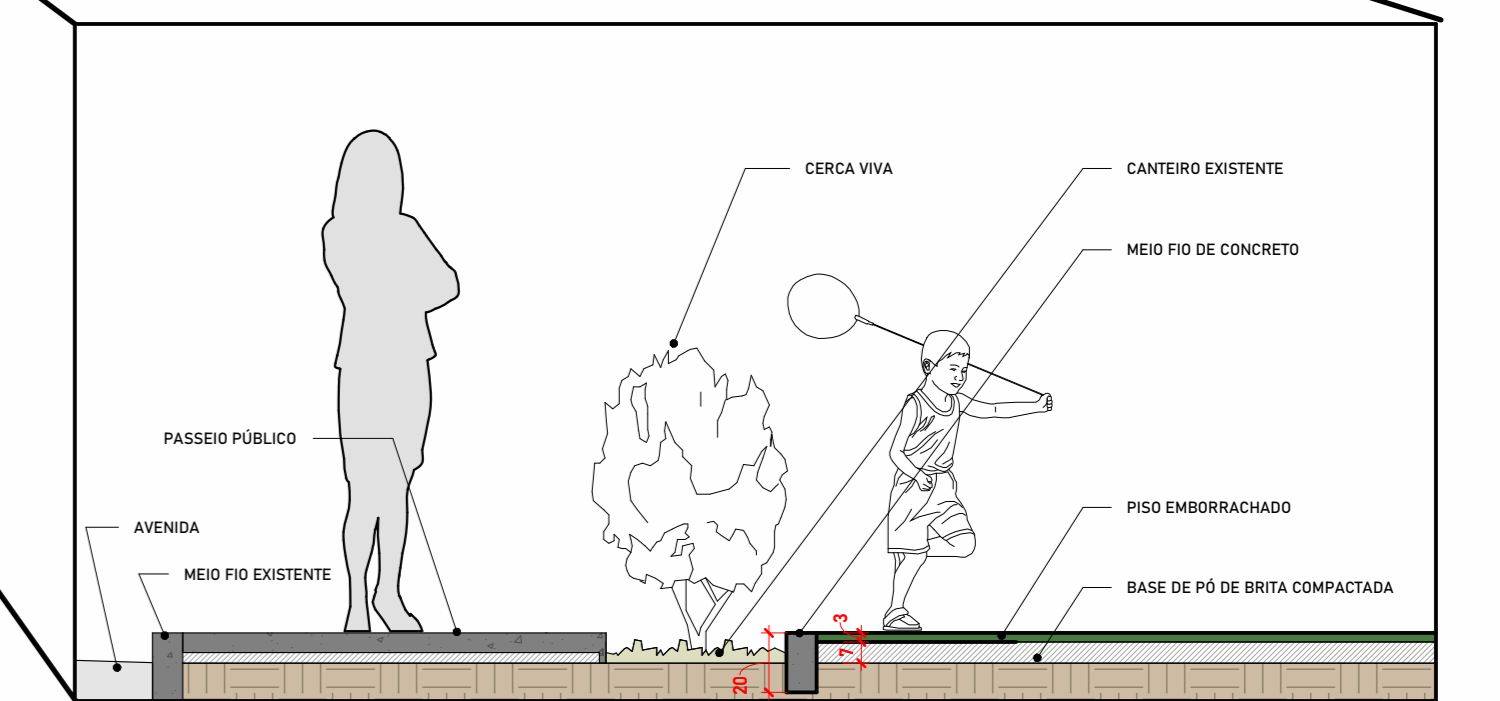 CERCA VIVA
CANTEIRO EXISTENTE
MEIO FIO DE CONCRETO
PASSEIO PÚBLICO
PISO EMBORRACHADO
AVENIDA
MEIO FIO EXISTENTE
BASE DE PÓ DE BRITA COMPACTADA
3
7
20